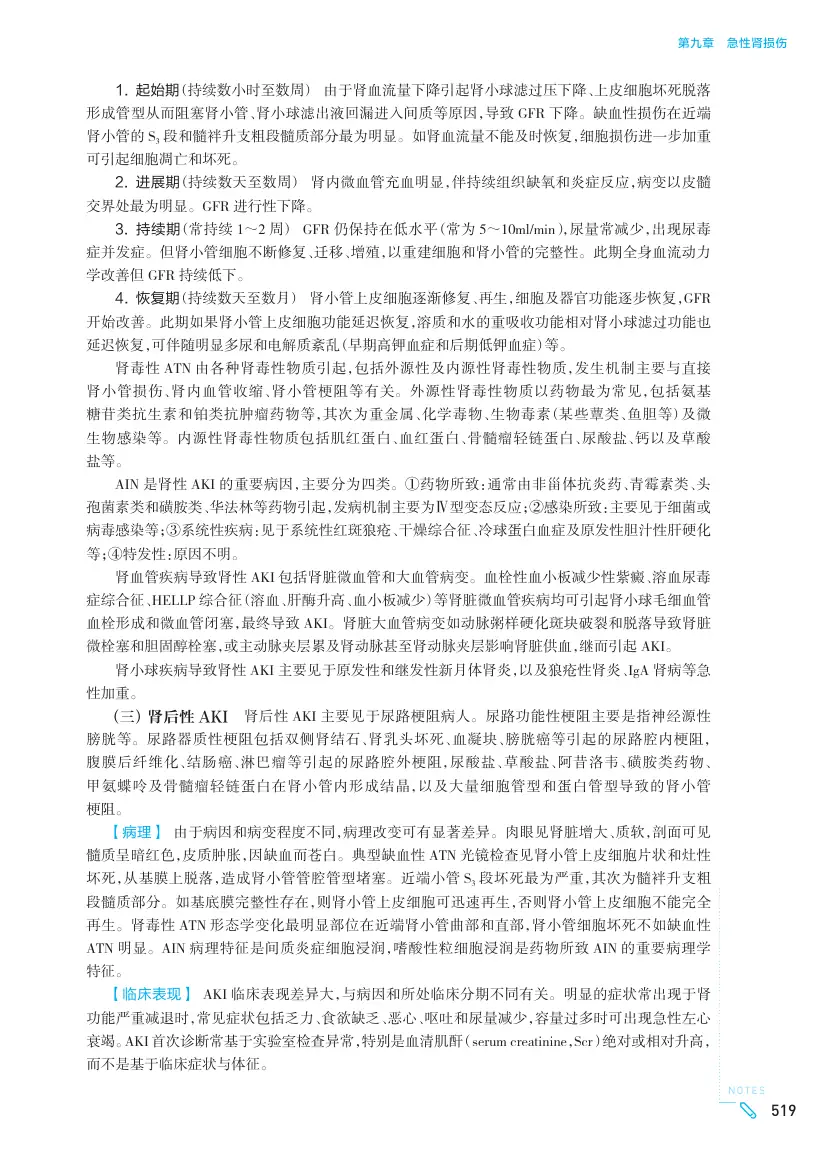 第九章 急性肾损伤
1. 起始期(持续数小时至数周) 由于肾血流量下降引起肾小球滤过压下降、上皮细胞坏死脱落
形成管型从而阻塞肾小管、肾小球滤出液回漏进入间质等原因,导致 GFR 下降。缺血性损伤在近端
肾小管的 S₃ 段和髓袢升支粗段髓质部分最为明显。如肾血流量不能及时恢复,细胞损伤进一步加重
可引起细胞凋亡和坏死。
2. 进展期(持续数天至数周) 肾内微血管充血明显,伴持续组织缺氧和炎症反应,病变以皮髓
交界处最为明显。GFR 进行性下降。
3. 持续期(常持续 1～2 周) GFR 仍保持在低水平(常为 5～10ml/min),尿量常减少,出现尿毒
症并发症。但肾小管细胞不断修复、迁移、增殖,以重建细胞和肾小管的完整性。此期全身血流动力
学改善但 GFR 持续低下。
4. 恢复期(持续数天至数月) 肾小管上皮细胞逐渐修复、再生,细胞及器官功能逐步恢复,GFR
开始改善。此期如果肾小管上皮细胞功能延迟恢复,溶质和水的重吸收功能相对肾小球滤过功能也
延迟恢复,可伴随明显多尿和电解质紊乱(早期高钾血症和后期低钾血症)等。
肾毒性 ATN 由各种肾毒性物质引起,包括外源性及内源性肾毒性物质,发生机制主要与直接
肾小管损伤、肾内血管收缩、肾小管梗阻等有关。外源性肾毒性物质以药物最为常见,包括氨基
糖苷类抗生素和铂类抗肿瘤药物等,其次为重金属、化学毒物、生物毒素(某些蕈类、鱼胆等)及微
生物感染等。内源性肾毒性物质包括肌红蛋白、血红蛋白、骨髓瘤轻链蛋白、尿酸盐、钙以及草酸
盐等。
AIN 是肾性 AKI 的重要病因,主要分为四类。①药物所致:通常由非甾体抗炎药、青霉素类、头
孢菌素类和磺胺类、华法林等药物引起,发病机制主要为Ⅳ型变态反应;②感染所致:主要见于细菌或
病毒感染等;③系统性疾病:见于系统性红斑狼疮、干燥综合征、冷球蛋白血症及原发性胆汁性肝硬化
等;④特发性:原因不明。
肾血管疾病导致肾性 AKI 包括肾脏微血管和大血管病变。血栓性血小板减少性紫癜、溶血尿毒
症综合征、HELLP 综合征(溶血、肝酶升高、血小板减少)等肾脏微血管疾病均可引起肾小球毛细血管
血栓形成和微血管闭塞,最终导致 AKI。肾脏大血管病变如动脉粥样硬化斑块破裂和脱落导致肾脏
微栓塞和胆固醇栓塞,或主动脉夹层累及肾动脉甚至肾动脉夹层影响肾脏供血,继而引起 AKI。
肾小球疾病导致肾性 AKI 主要见于原发性和继发性新月体肾炎,以及狼疮性肾炎、IgA 肾病等急
性加重。
(三)肾后性 AKI 肾后性 AKI 主要见于尿路梗阻病人。尿路功能性梗阻主要是指神经源性
膀胱等。尿路器质性梗阻包括双侧肾结石、肾乳头坏死、血凝块、膀胱癌等引起的尿路腔内梗阻,
腹膜后纤维化、结肠癌、淋巴瘤等引起的尿路腔外梗阻,尿酸盐、草酸盐、阿昔洛韦、磺胺类药物、
甲氨蝶呤及骨髓瘤轻链蛋白在肾小管内形成结晶,以及大量细胞管型和蛋白管型导致的肾小管
梗阻。
【病理】 由于病因和病变程度不同,病理改变可有显著差异。肉眼见肾脏增大、质软,剖面可见
髓质呈暗红色,皮质肿胀,因缺血而苍白。典型缺血性 ATN 光镜检查见肾小管上皮细胞片状和灶性
坏死,从基膜上脱落,造成肾小管管腔管型堵塞。近端小管 S₃ 段坏死最为严重,其次为髓袢升支粗
段髓质部分。如基底膜完整性存在,则肾小管上皮细胞可迅速再生,否则肾小管上皮细胞不能完全
再生。肾毒性 ATN 形态学变化最明显部位在近端肾小管曲部和直部,肾小管细胞坏死不如缺血性
ATN 明显。AIN 病理特征是间质炎症细胞浸润,嗜酸性粒细胞浸润是药物所致 AIN 的重要病理学
特征。
【临床表现】 AKI 临床表现差异大,与病因和所处临床分期不同有关。明显的症状常出现于肾
功能严重减退时,常见症状包括乏力、食欲缺乏、恶心、呕吐和尿量减少,容量过多时可出现急性左心
衰竭。AKI 首次诊断常基于实验室检查异常,特别是血清肌酐(serum creatinine,Scr)绝对或相对升高,
而不是基于临床症状与体征。
NOTES
519